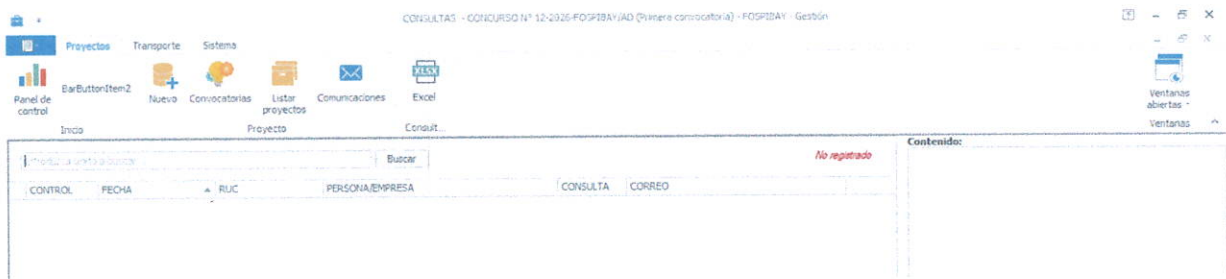 CONSULTAS - CONCURSO Nº 12-2026-FOSPIBAY/AD (Primera convocatoria) - FOSPIBAY - Gestión
Proyectos Transporte Sistema
XLSX
Panel de control BarButtonItem2 Nuevo Convocatorias Listar proyectos Comunicaciones Excel Ventanas abiertas
Inicio Proyecto Consult... Ventanas
Contenido:
Buscar No registrado
CONTROL FECHA RUC PERSONA/EMPRESA CONSULTA CORREO